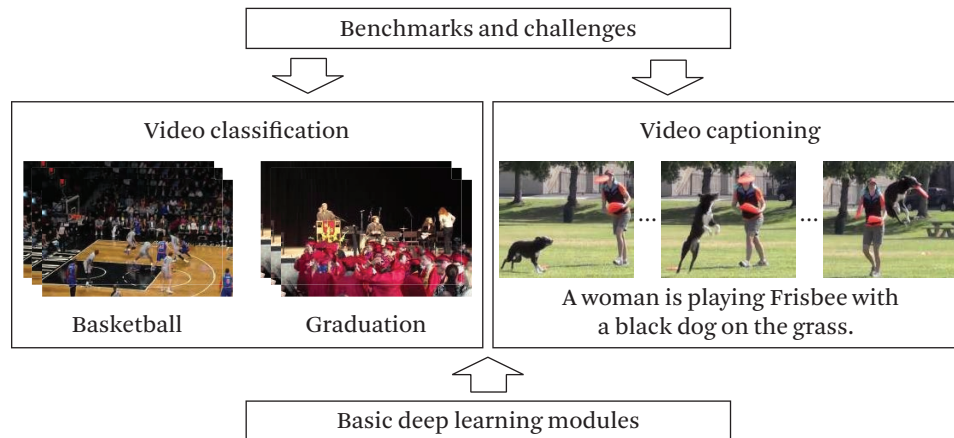 Benchmarks and challenges
Video classification
Basketball
Graduation
Video captioning
...
...
A woman is playing Frisbee with
a black dog on the grass.
Basic deep learning modules